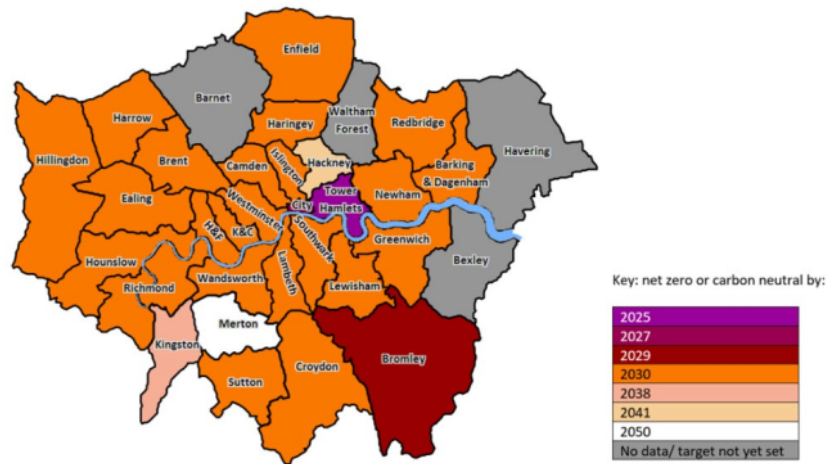 Enfield
Barnet
Harrow
Haringey
Waltham
Forest
Redbridge
Havering
Hillingdon
Brent
Camden
Islington
Hackney
Barking
& Dagenham
Ealing
Westminster
City
Tower
Hamlets
Newham
H&F
K&C
Southwark
Greenwich
Hounslow
Bexley
Richmond
Wandsworth
Lambeth
Lewisham
Kingston
Merton
Bromley
Sutton
Croydon
Key: net zero or carbon neutral by:
2025
2027
2029
2030
2038
2041
2050
No data/ target not yet set